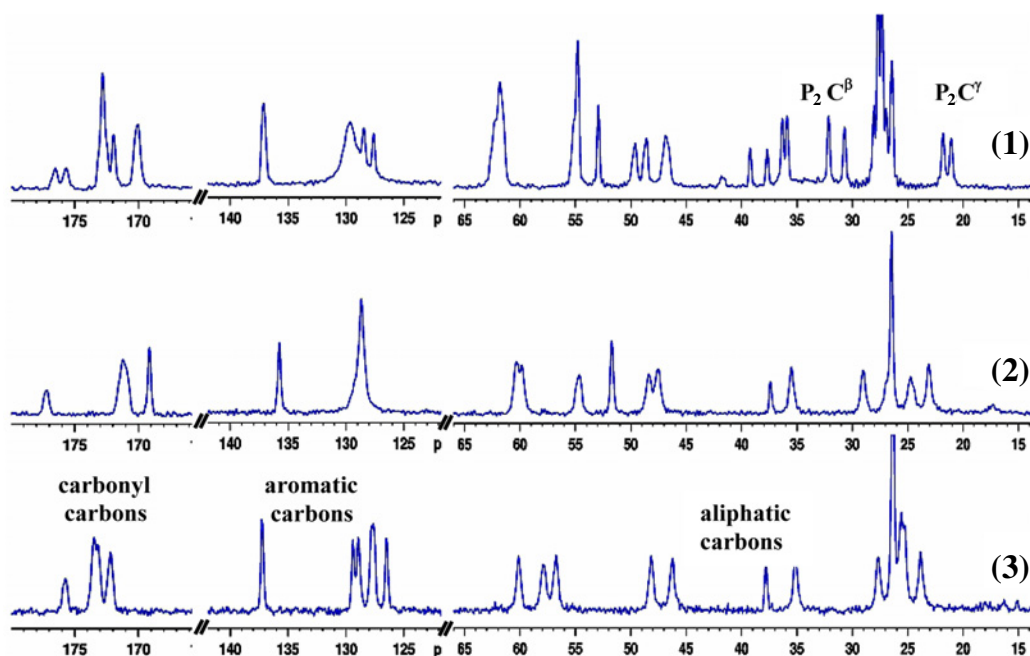 P₂ Cᵝ P₂Cᵞ
(1)
175 170 140 135 130 125 p 65 60 55 50 45 40 35 30 25 20 15
(2)
175 170 140 135 130 125 p 65 60 55 50 45 40 35 30 25 20 15
carbonyl carbons
aromatic carbons
aliphatic carbons
(3)
175 170 140 135 130 125 p 65 60 55 50 45 40 35 30 25 20 15